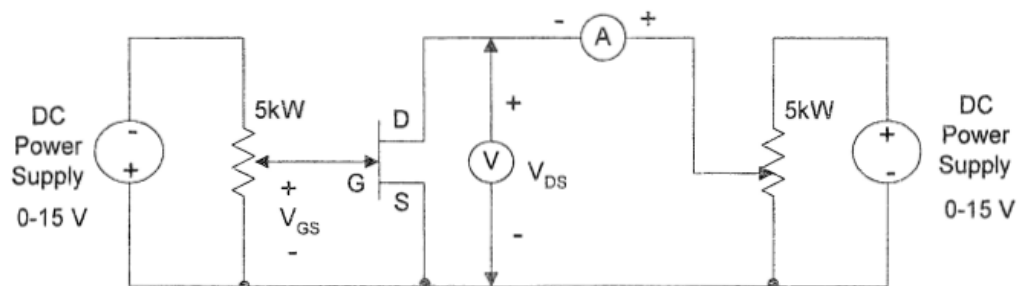 DC
Power
Supply
0-15 V
-
+
5kW
+
V_GS
-
D
G
S
+
V
V_DS
-
-
A
+
5kW
+
-
DC
Power
Supply
0-15 V